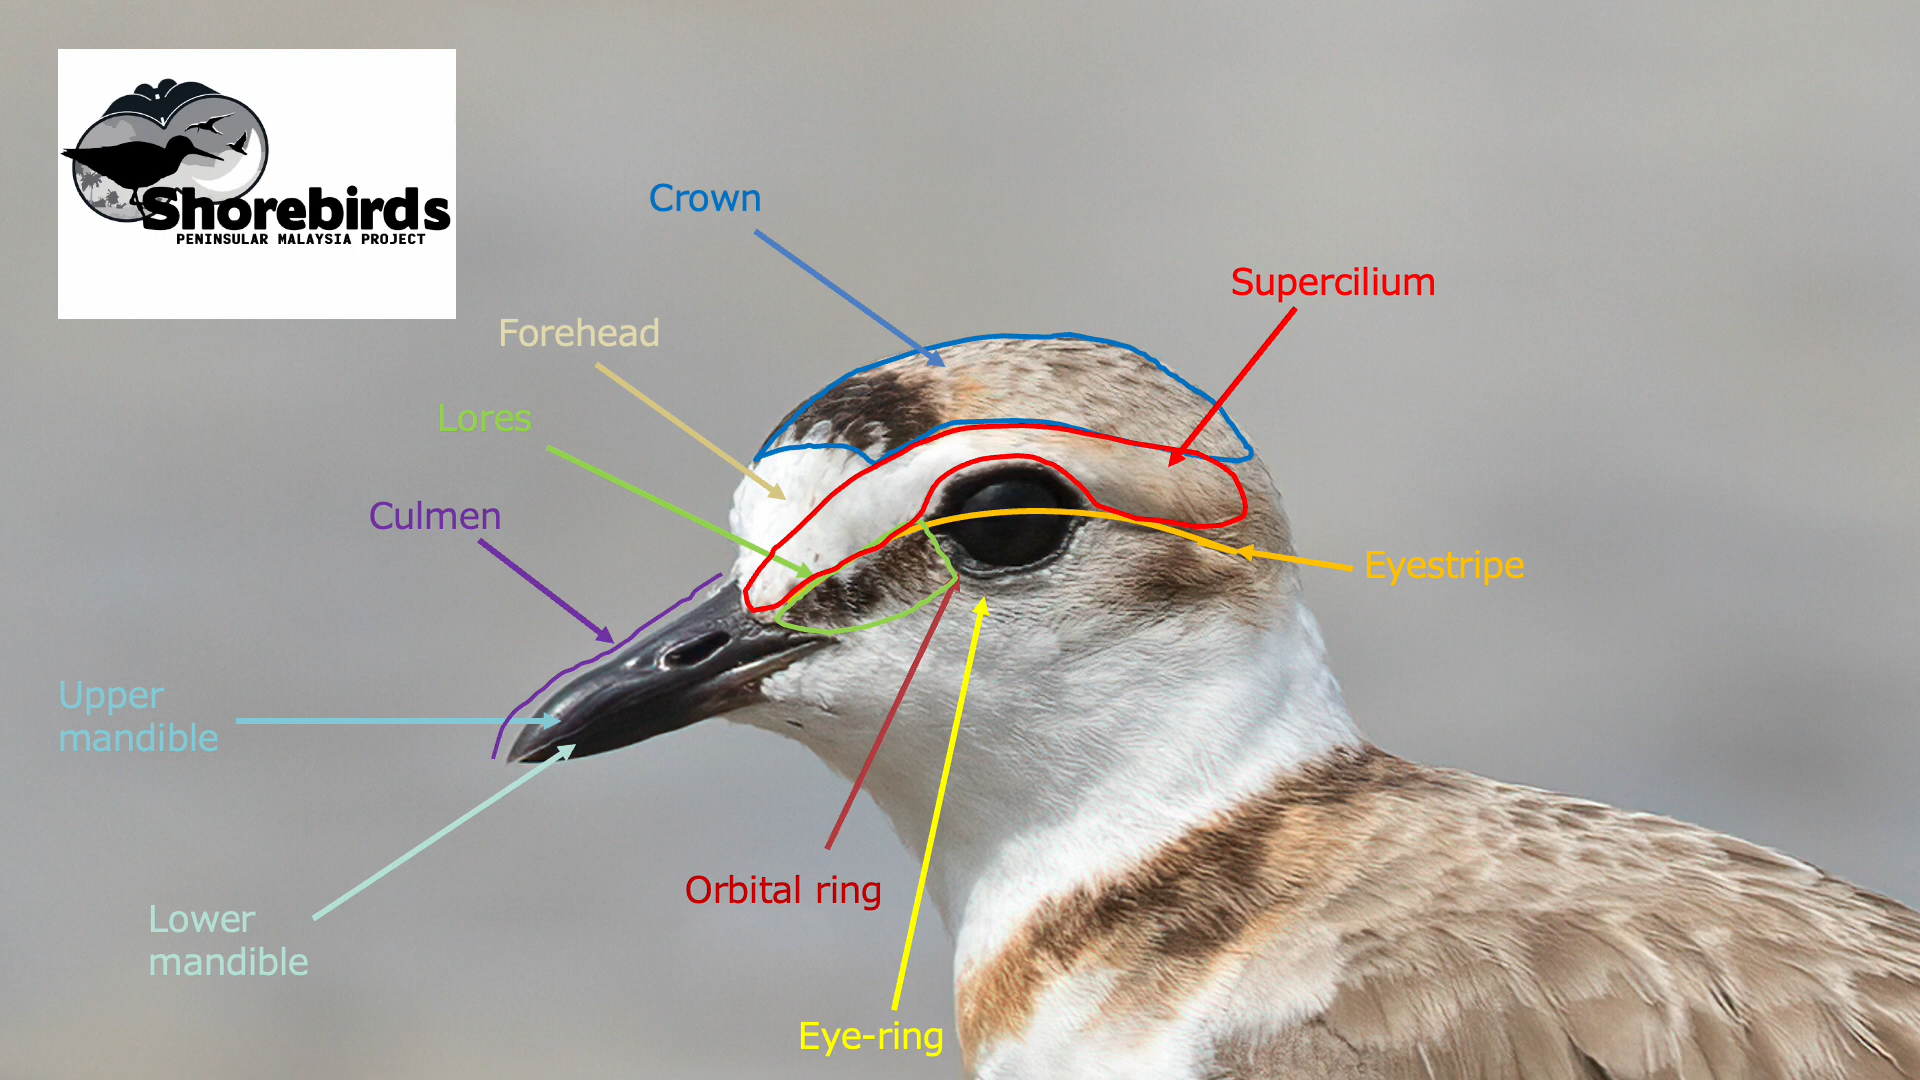 Shorebirds
PENINSULAR MALAYSIA PROJECT
Crown
Supercilium
Forehead
Lores
Culmen
Eyestripe
Upper
mandible
Orbital ring
Lower
mandible
Eye-ring